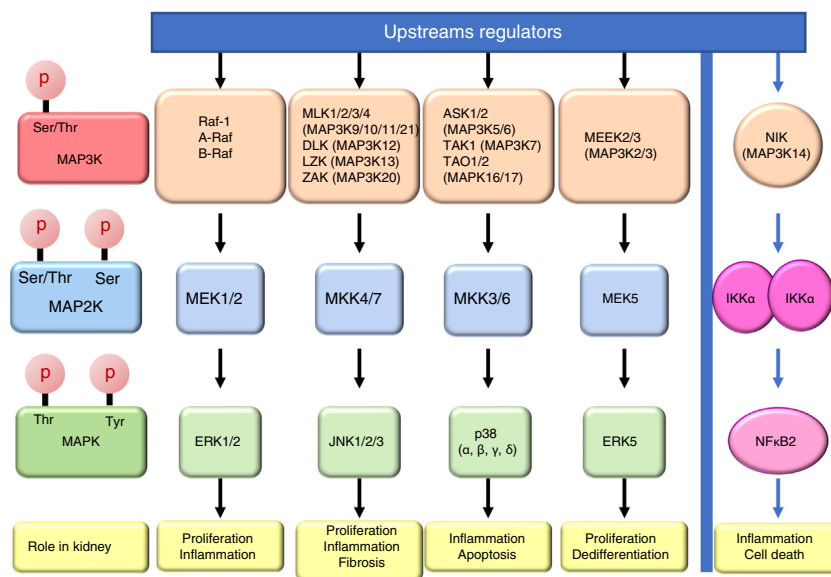 Upstreams regulators
p
Ser/Thr
MAP3K
Raf-1
A-Raf
B-Raf
MLK1/2/3/4
(MAP3K9/10/11/21)
DLK (MAP3K12)
LZK (MAP3K13)
ZAK (MAP3K20)
ASK1/2
(MAP3K5/6)
TAK1 (MAP3K7)
TAO1/2
(MAPK16/17)
MEEK2/3
(MAP3K2/3)
NIK
(MAP3K14)
p p
Ser/Thr Ser
MAP2K
MEK1/2
MKK4/7
MKK3/6
MEK5
IKKα IKKα
p p
Thr Tyr
MAPK
ERK1/2
JNK1/2/3
p38
(α, β, γ, δ)
ERK5
NFκB2
Role in kidney
Proliferation
Inflammation
Proliferation
Inflammation
Fibrosis
Inflammation
Apoptosis
Proliferation
Dedifferentiation
Inflammation
Cell death